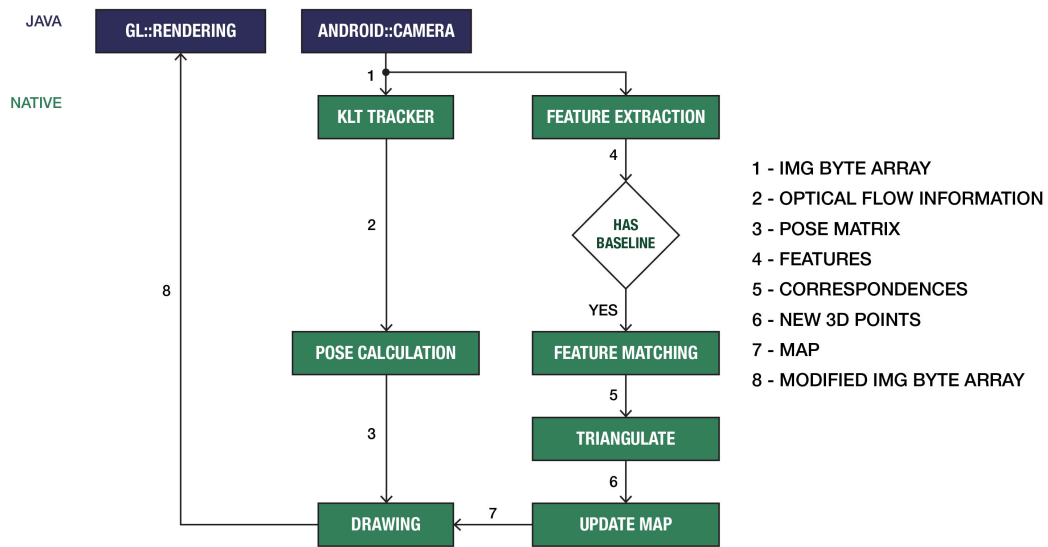 JAVA
GL::RENDERING
ANDROID::CAMERA
1
NATIVE
KLT TRACKER
FEATURE EXTRACTION
4
1 - IMG BYTE ARRAY
2 - OPTICAL FLOW INFORMATION
3 - POSE MATRIX
4 - FEATURES
5 - CORRESPONDENCES
6 - NEW 3D POINTS
7 - MAP
8 - MODIFIED IMG BYTE ARRAY
2
HAS
BASELINE
8
YES
POSE CALCULATION
FEATURE MATCHING
5
3
TRIANGULATE
6
DRAWING
7
UPDATE MAP